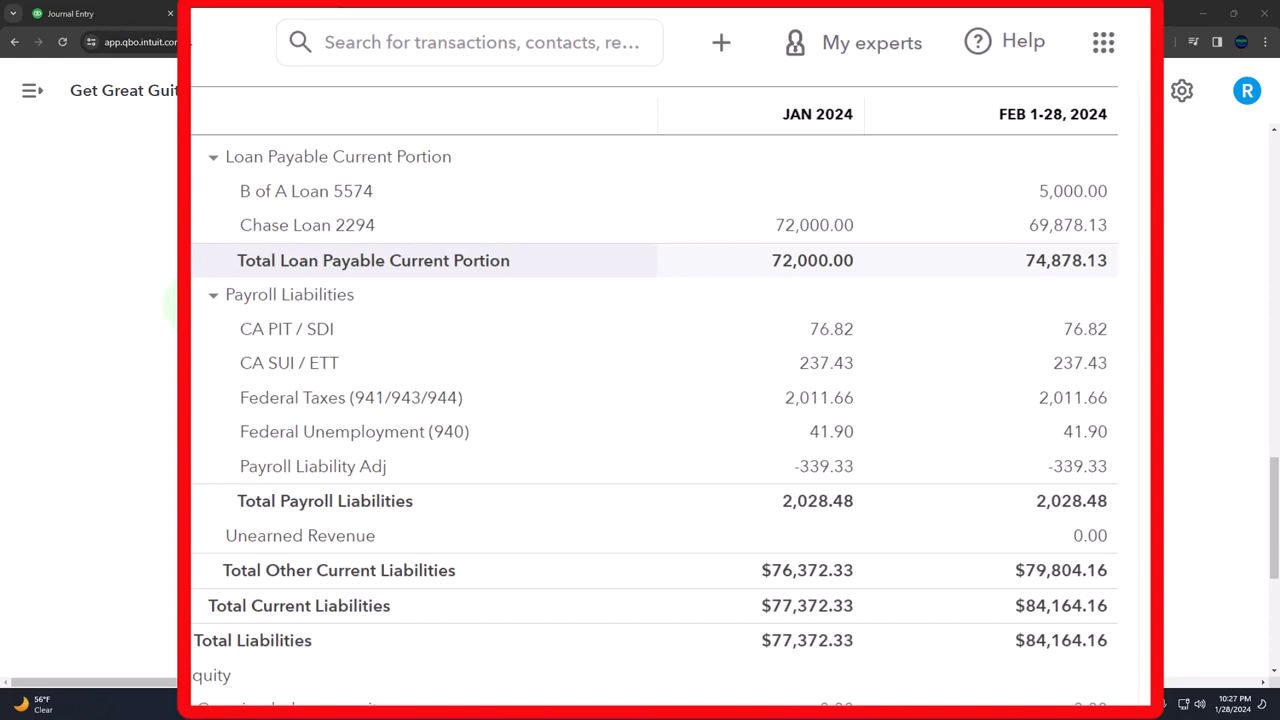 Journal Entry
app.qbo.intuit.com
Search for transactions, contacts, re...
+ My experts ? Help
Get Great Guit
R
JAN 2024 FEB 1-28, 2024
Loan Payable Current Portion
B of A Loan 5574 5,000.00
Chase Loan 2294 72,000.00 69,878.13
Total Loan Payable Current Portion 72,000.00 74,878.13
Payroll Liabilities
CA PIT / SDI 76.82 76.82
CA SUI / ETT 237.43 237.43
Federal Taxes (941/943/944) 2,011.66 2,011.66
Federal Unemployment (940) 41.90 41.90
Payroll Liability Adj -339.33 -339.33
Total Payroll Liabilities 2,028.48 2,028.48
Unearned Revenue 0.00
Total Other Current Liabilities $76,372.33 $79,804.16
Total Current Liabilities $77,372.33 $84,164.16
Total Liabilities $77,372.33 $84,164.16
quity
56°F
Clear
10:27 PM
1/28/2024